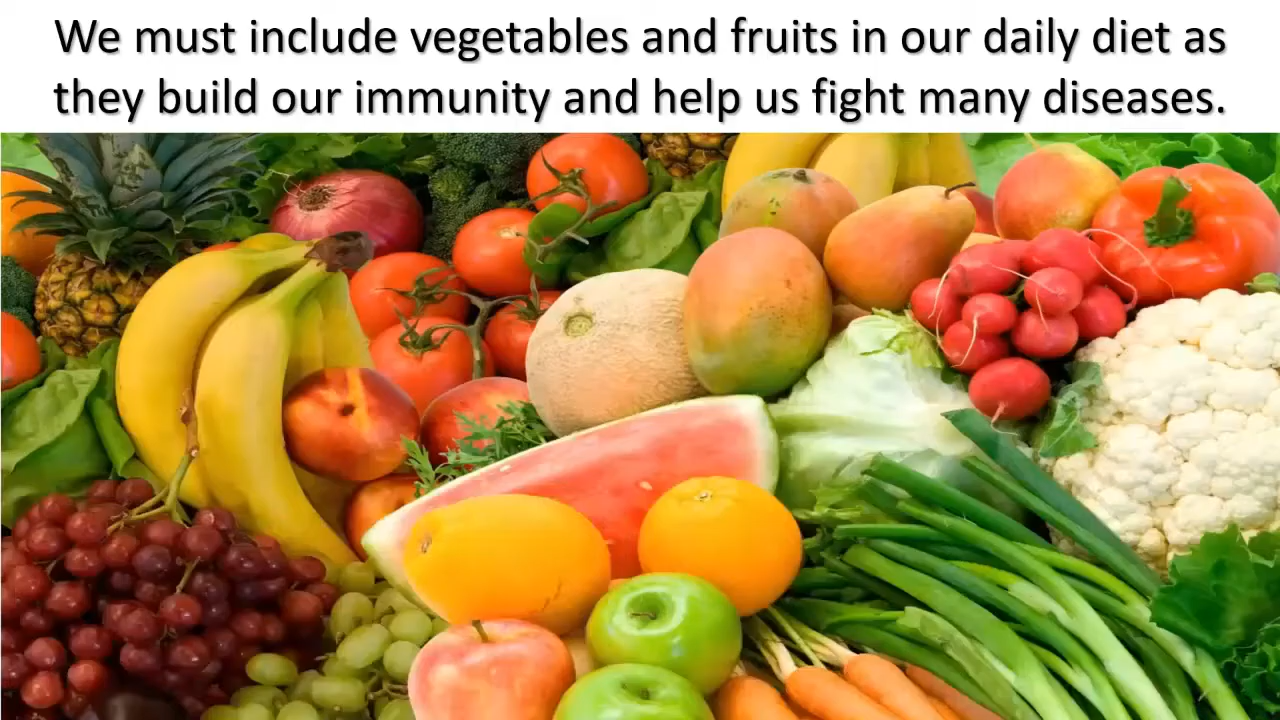 We must include vegetables and fruits in our daily diet as
they build our immunity and help us fight many diseases.